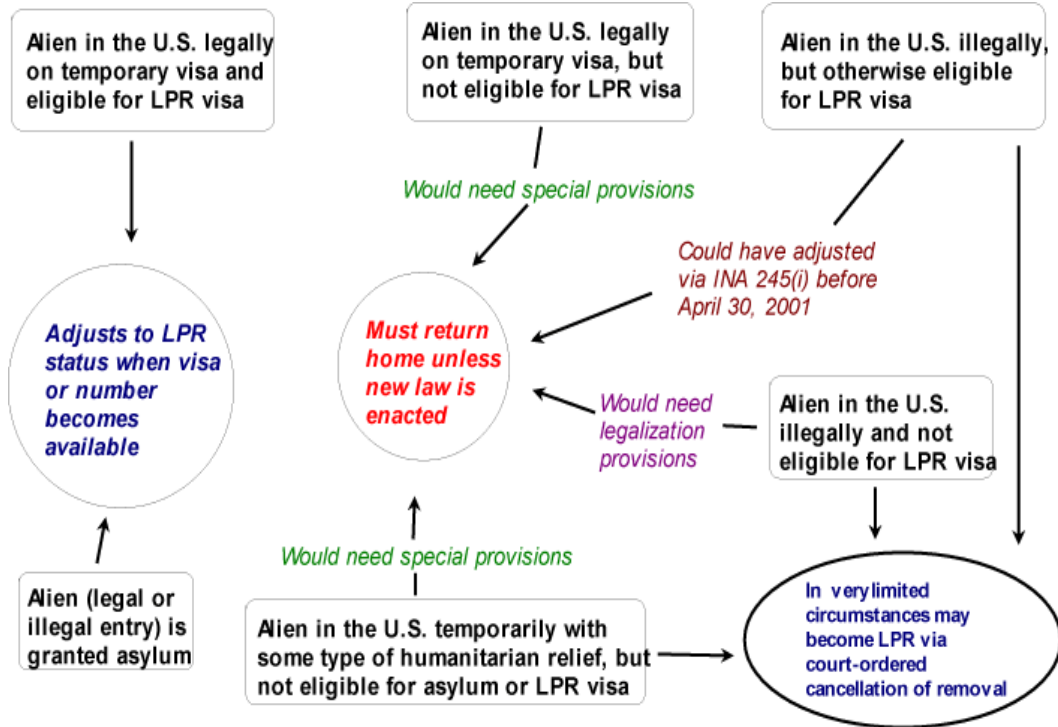 Alien in the U.S. legally
on temporary visa and
eligible for LPR visa
Alien in the U.S. legally
on temporary visa, but
not eligible for LPR visa
Alien in the U.S. illegally,
but otherwise eligible
for LPR visa
Would need special provisions
Could have adjusted
via INA 245(i) before
April 30, 2001
Adjusts to LPR
status when visa
or number
becomes
available
Must return
home unless
new law is
enacted
Would need
legalization
provisions
Alien in the U.S.
illegally and not
eligible for LPR visa
Would need special provisions
Alien (legal or
illegal entry) is
granted asylum
Alien in the U.S. temporarily with
some type of humanitarian relief, but
not eligible for asylum or LPR visa
In verylimited
circumstances may
become LPR via
court-ordered
cancellation of removal